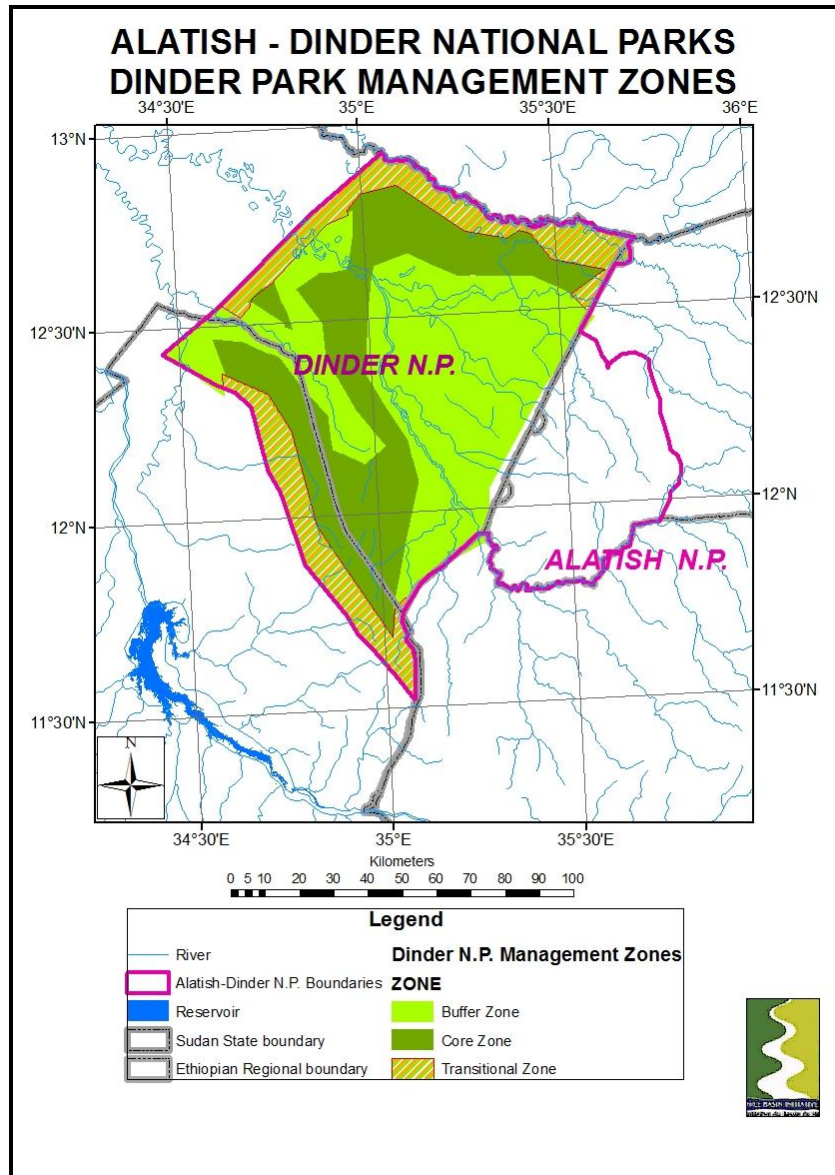 ALATISH - DINDER NATIONAL PARKS
DINDER PARK MANAGEMENT ZONES
34°30'E 35°E 35°30'E 36°E
13°N
12°30'N 12°30'N
DINDER N.P.
12°N 12°N
ALATISH N.P.
11°30'N 11°30'N
N
34°30'E 35°E 35°30'E
Kilometers
0 5 10 20 30 40 50 60 70 80 90 100
Legend
River Dinder N.P. Management Zones
Alatish-Dinder N.P. Boundaries ZONE
Reservoir Buffer Zone
Sudan State boundary Core Zone
Ethiopian Regional boundary Transitional Zone
NILE BASIN INITIATIVE